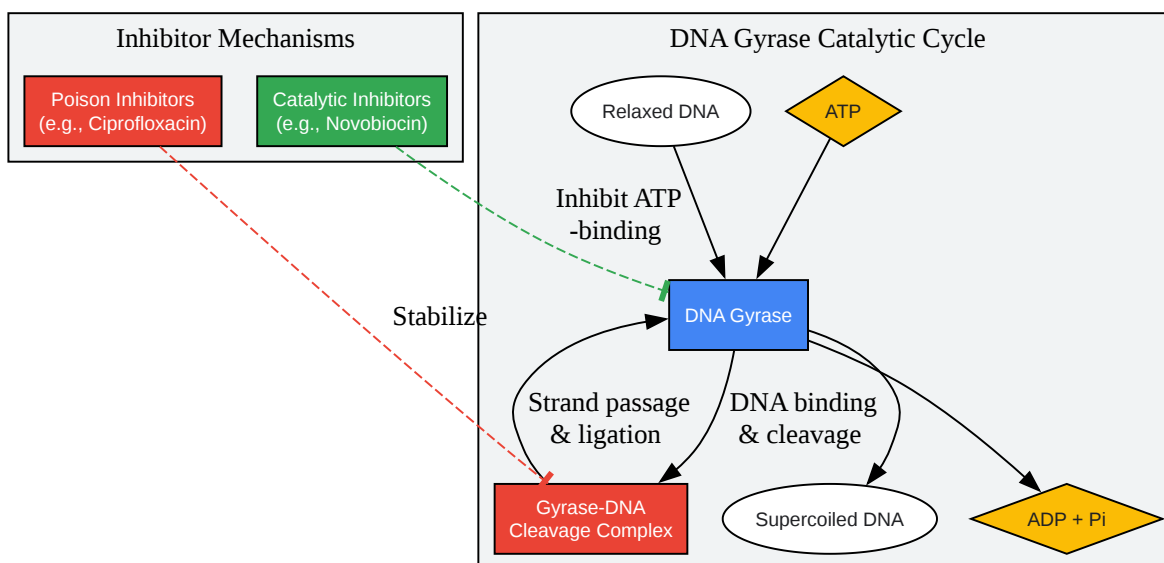 Inhibitor Mechanisms
Poison Inhibitors
(e.g., Ciprofloxacin)
Catalytic Inhibitors
(e.g., Novobiocin)
DNA Gyrase Catalytic Cycle
Relaxed DNA
ATP
Inhibit ATP
-binding
Stabilize
DNA Gyrase
Strand passage
& ligation
DNA binding
& cleavage
Gyrase-DNA
Cleavage Complex
Supercoiled DNA
ADP + Pi